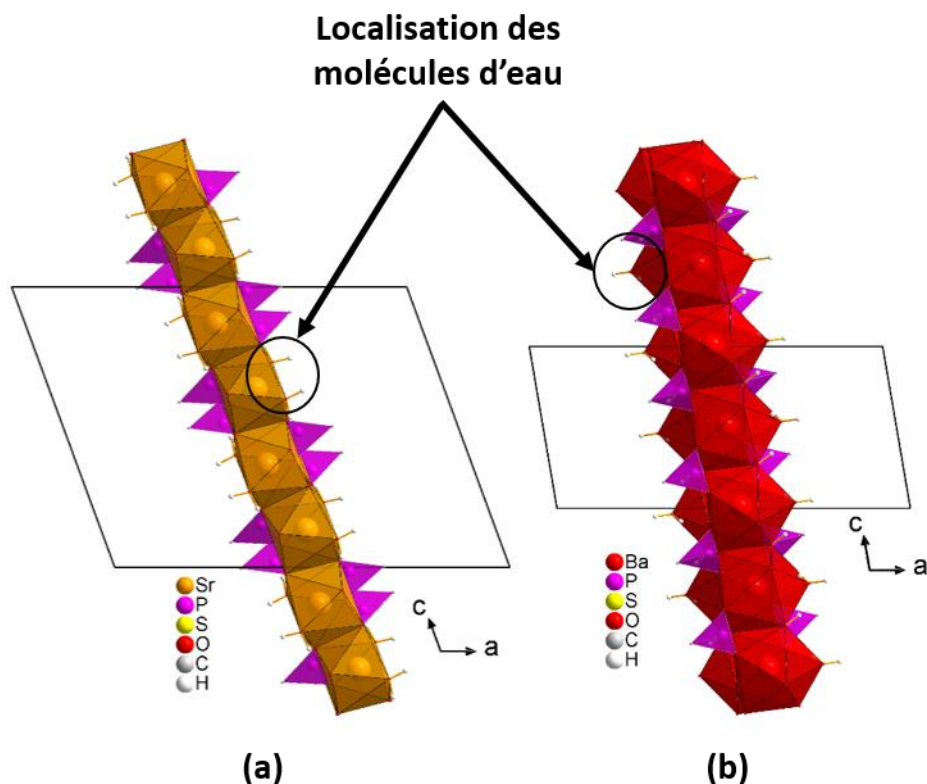 Localisation des
molécules d’eau
Sr
P
S
O
C
H
c
a
Ba
P
S
O
C
H
c
a
(a)
(b)